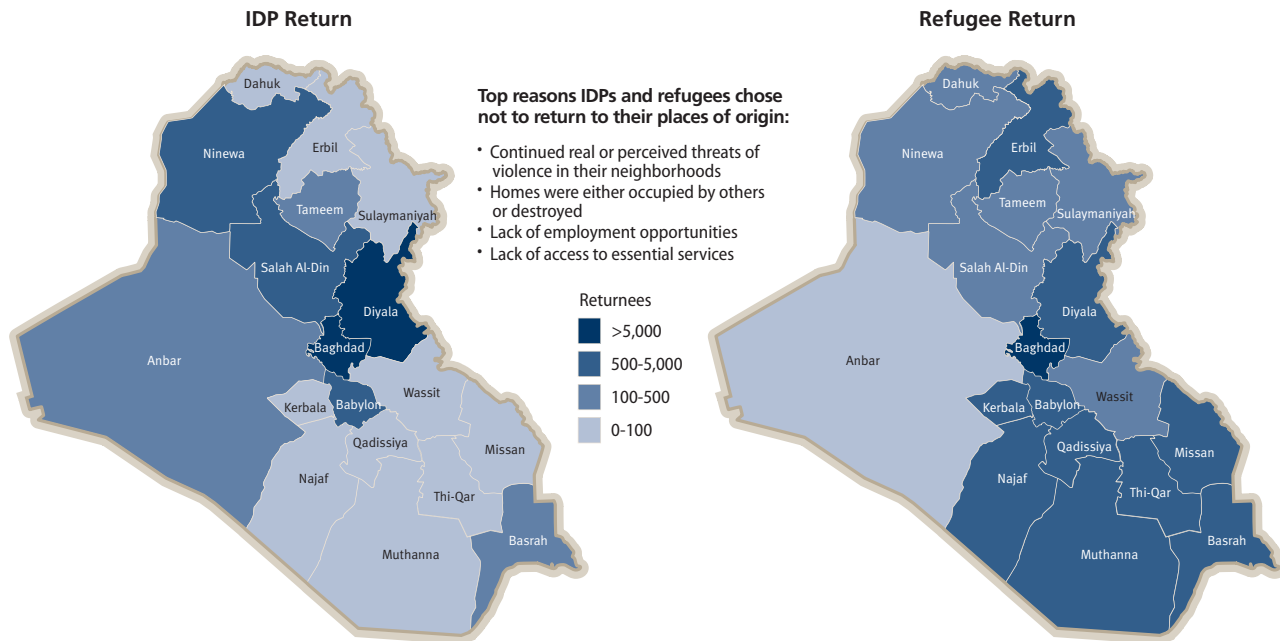 IDP Return
Dahuk
Ninewa
Erbil
Tameem
Sulaymaniyah
Salah Al-Din
Diyala
Anbar
Baghdad
Wassit
Kerbala
Babylon
Qadissiya
Missan
Najaf
Thi-Qar
Basrah
Muthanna
Top reasons IDPs and refugees chose
not to return to their places of origin:
• Continued real or perceived threats of
violence in their neighborhoods
• Homes were either occupied by others
or destroyed
• Lack of employment opportunities
• Lack of access to essential services
Returnees
>5,000
500-5,000
100-500
0-100
Refugee Return
Dahuk
Ninewa
Erbil
Tameem
Sulaymaniyah
Salah Al-Din
Diyala
Anbar
Baghdad
Wassit
Kerbala
Babylon
Qadissiya
Missan
Najaf
Thi-Qar
Basrah
Muthanna